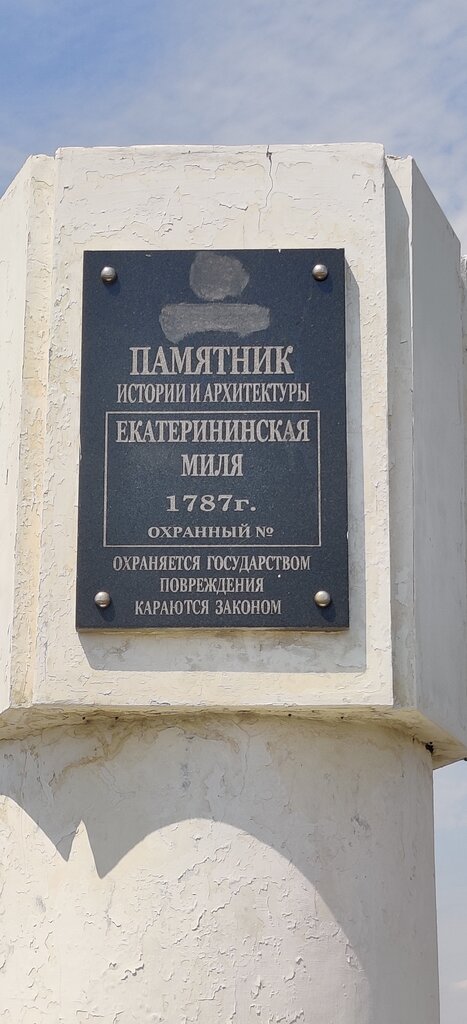 ПАМЯТНИК
ИСТОРИИ И АРХИТЕКТУРЫ
ЕКАТЕРИНИНСКАЯ
МИЛЯ
1787г.
ОХРАННЫЙ №
ОХРАНЯЕТСЯ ГОСУДАРСТВОМ
ПОВРЕЖДЕНИЯ
КАРАЮТСЯ ЗАКОНОМ